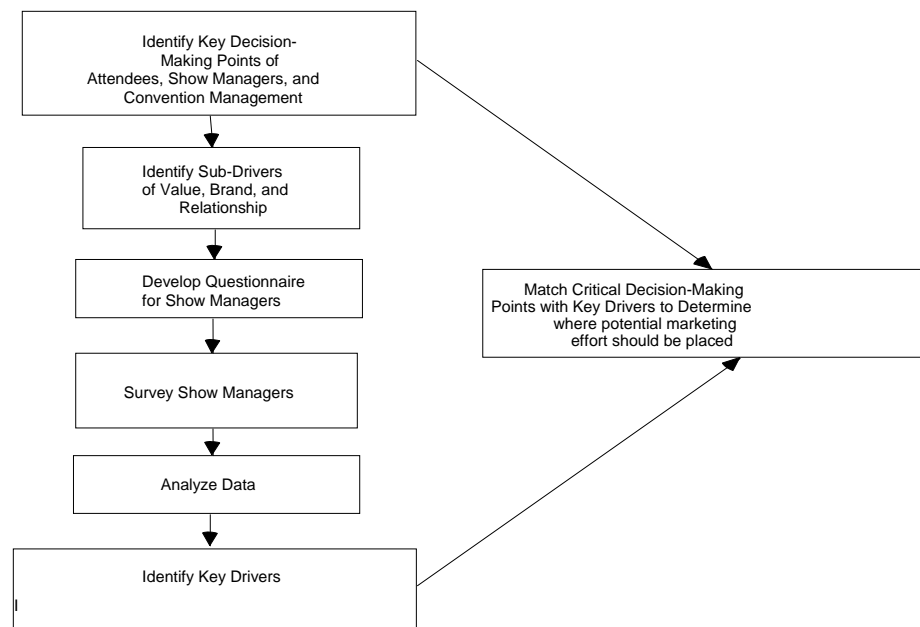 Identify Key Decision-
Making Points of
Attendees, Show Managers, and
Convention Management
Identify Sub-Drivers
of Value, Brand, and
Relationship
Develop Questionnaire
for Show Managers
Survey Show Managers
Analyze Data
Identify Key Drivers
I
Match Critical Decision-Making
Points with Key Drivers to Determine
where potential marketing
effort should be placed